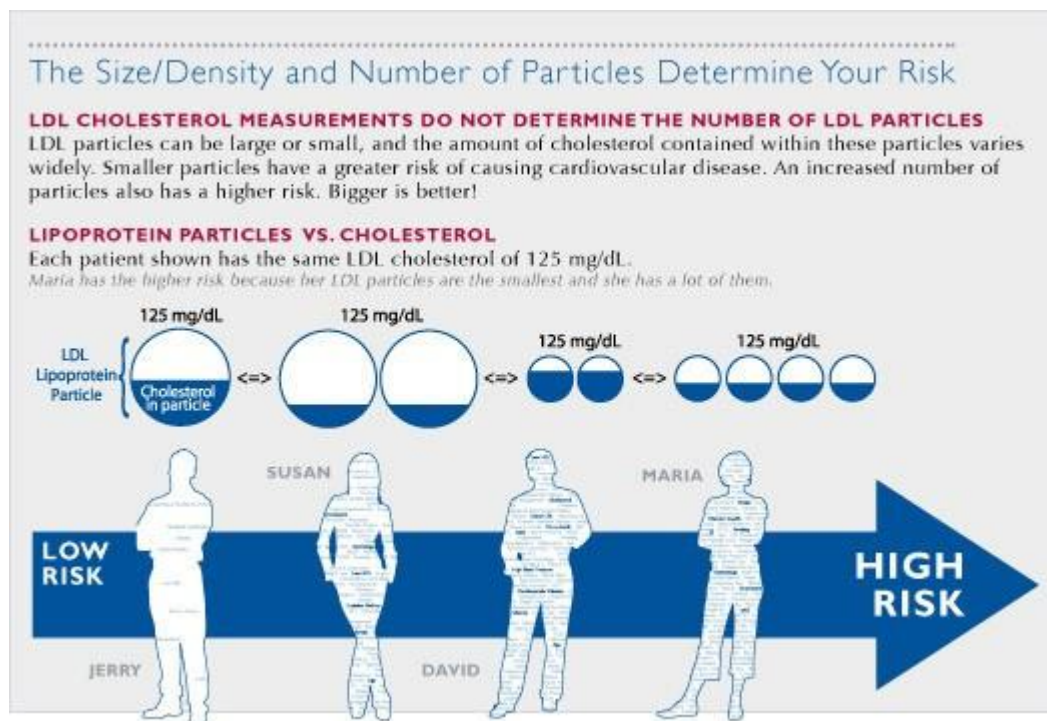 The Size/Density and Number of Particles Determine Your Risk
LDL CHOLESTEROL MEASUREMENTS DO NOT DETERMINE THE NUMBER OF LDL PARTICLES
LDL particles can be large or small, and the amount of cholesterol contained within these particles varies
widely. Smaller particles have a greater risk of causing cardiovascular disease. An increased number of
particles also has a higher risk. Bigger is better!
LIPOPROTEIN PARTICLES VS. CHOLESTEROL
Each patient shown has the same LDL cholesterol of 125 mg/dL.
Maria has the higher risk because her LDL particles are the smallest and she has a lot of them.
125 mg/dL
125 mg/dL
125 mg/dL
125 mg/dL
LDL
Lipoprotein
Particle
Cholesterol
in particle
<=>
<=>
<=>
SUSAN
MARIA
LOW
RISK
HIGH
RISK
JERRY
DAVID